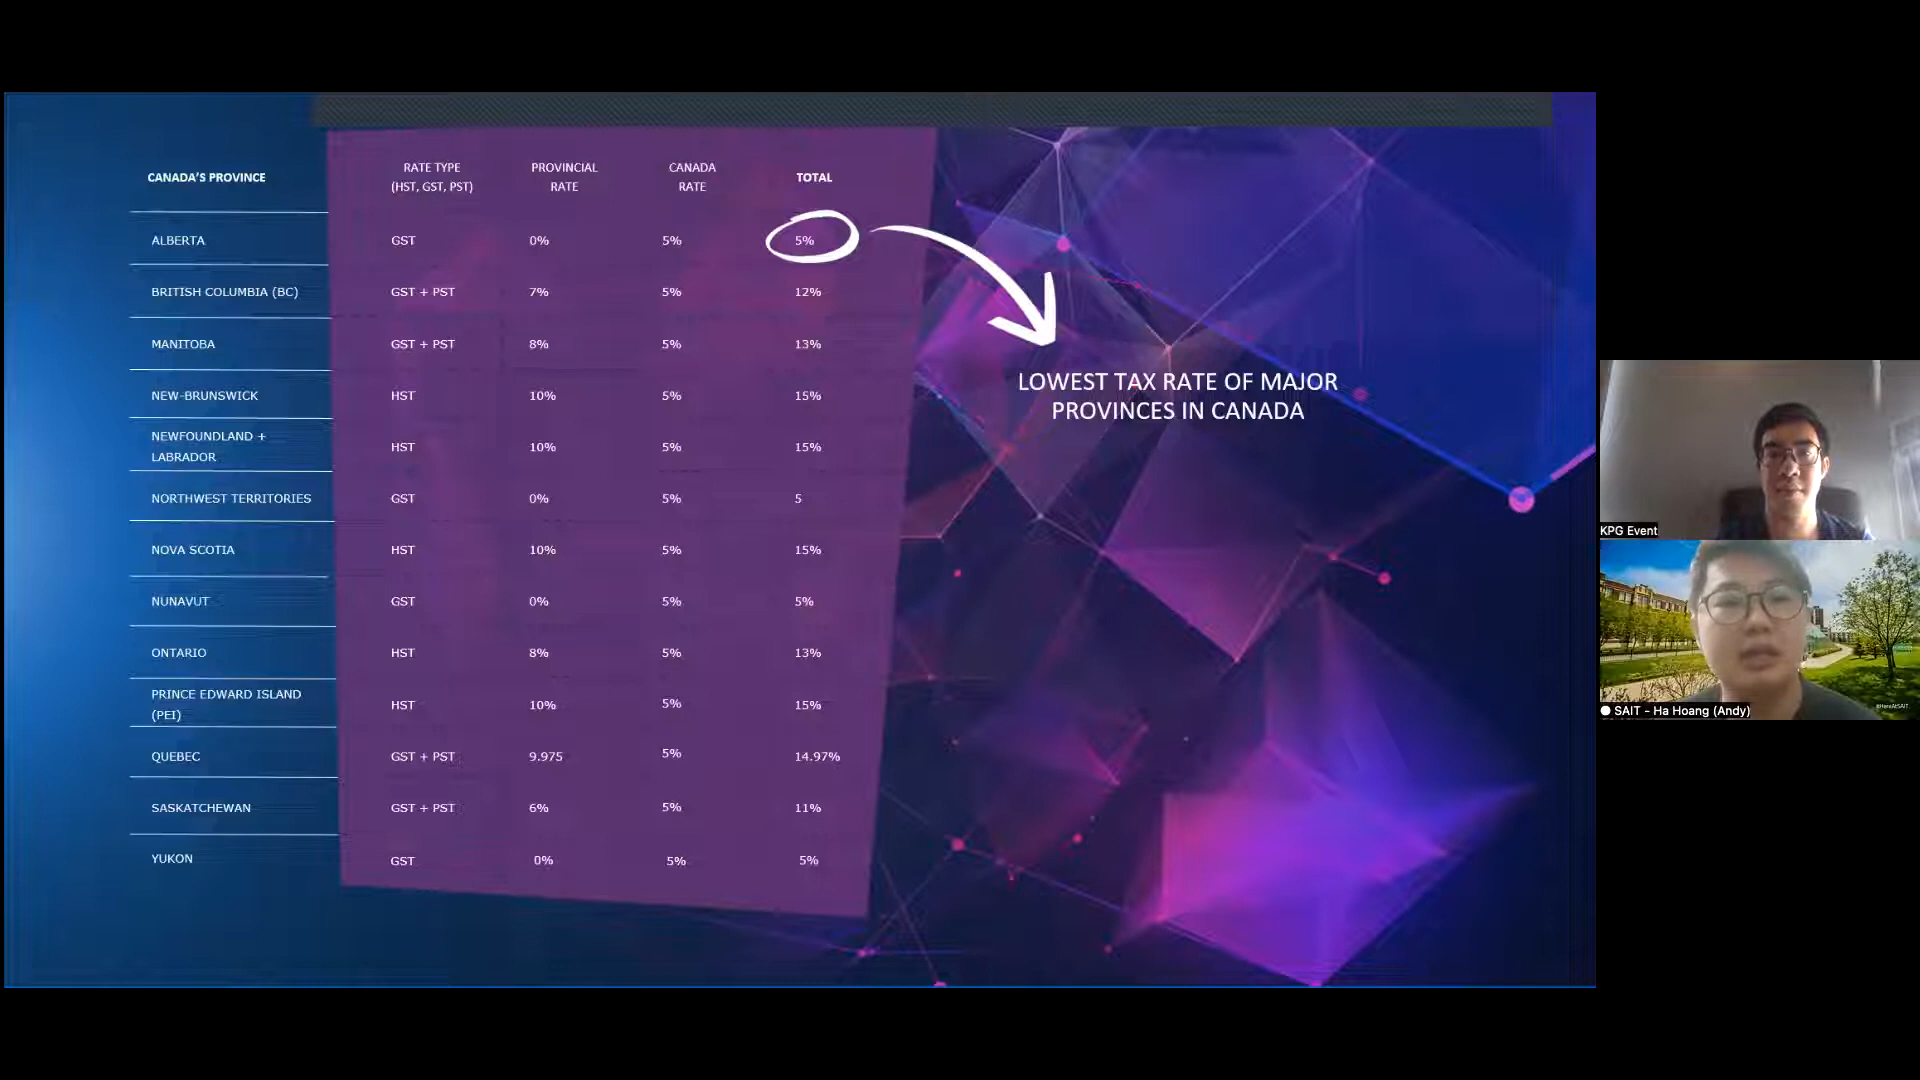 CANADA'S PROVINCE
RATE TYPE
(HST, GST, PST)
PROVINCIAL
RATE
CANADA
RATE
TOTAL
ALBERTA GST 0% 5% 5%
BRITISH COLUMBIA (BC) GST + PST 7% 5% 12%
MANITOBA GST + PST 8% 5% 13%
NEW-BRUNSWICK HST 10% 5% 15%
NEWFOUNDLAND +
LABRADOR HST 10% 5% 15%
NORTHWEST TERRITORIES GST 0% 5% 5
NOVA SCOTIA HST 10% 5% 15%
NUNAVUT GST 0% 5% 5%
ONTARIO HST 8% 5% 13%
PRINCE EDWARD ISLAND
(PEI) HST 10% 5% 15%
QUEBEC GST + PST 9.975 5% 14.97%
SASKATCHEWAN GST + PST 6% 5% 11%
YUKON GST 0% 5% 5%
LOWEST TAX RATE OF MAJOR
PROVINCES IN CANADA
KPG Event
SAIT - Ha Hoang (Andy)
#HereAtSAIT